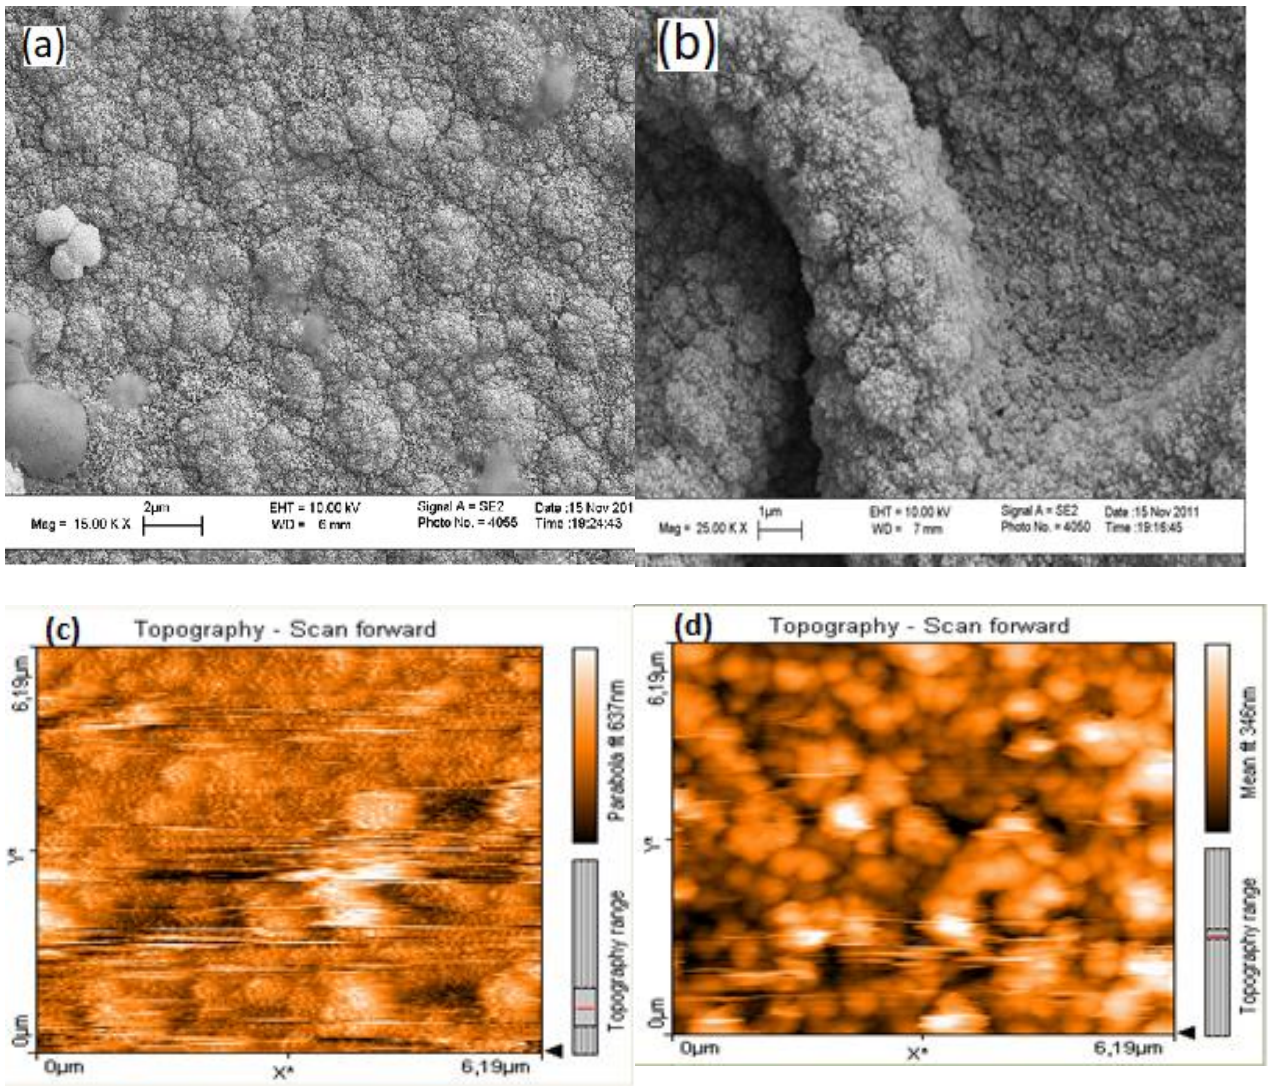 (a)
2µm
Mag = 15.00 K X
EHT = 10.00 kV
WD = 6 mm
Signal A = SE2
Photo No. = 4055
Date :15 Nov 201
Time :19:24:43
(b)
1µm
Mag = 25.00 K X
EHT = 10.00 kV
WD = 7 mm
Signal A = SE2
Photo No. = 4050
Date :15 Nov 2011
Time :19:16:45
(c)
Topography - Scan forward
6,19µm
Y*
0µm
0µm
X*
6,19µm
Parabola fit 637nm
Topography range
(d)
Topography - Scan forward
6,19µm
Y*
0µm
0µm
X*
6,19µm
Mean fit 346nm
Topography range